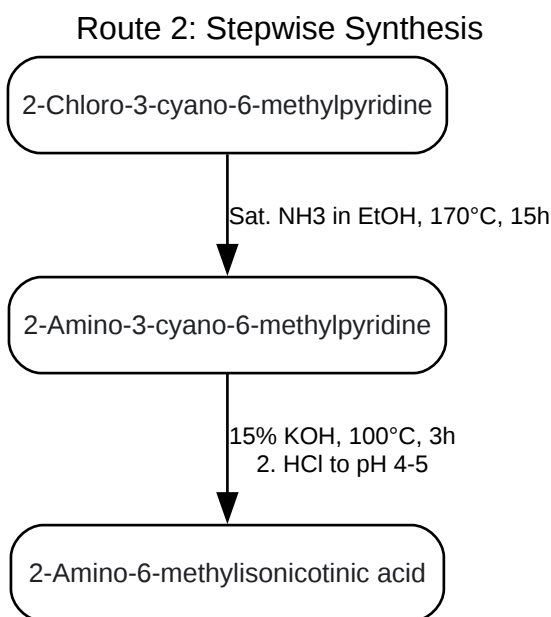 Route 2: Stepwise Synthesis
2-Chloro-3-cyano-6-methylpyridine
Sat. NH3 in EtOH, 170°C, 15h
2-Amino-3-cyano-6-methylpyridine
15% KOH, 100°C, 3h
2. HCl to pH 4-5
2-Amino-6-methylisonicotinic acid